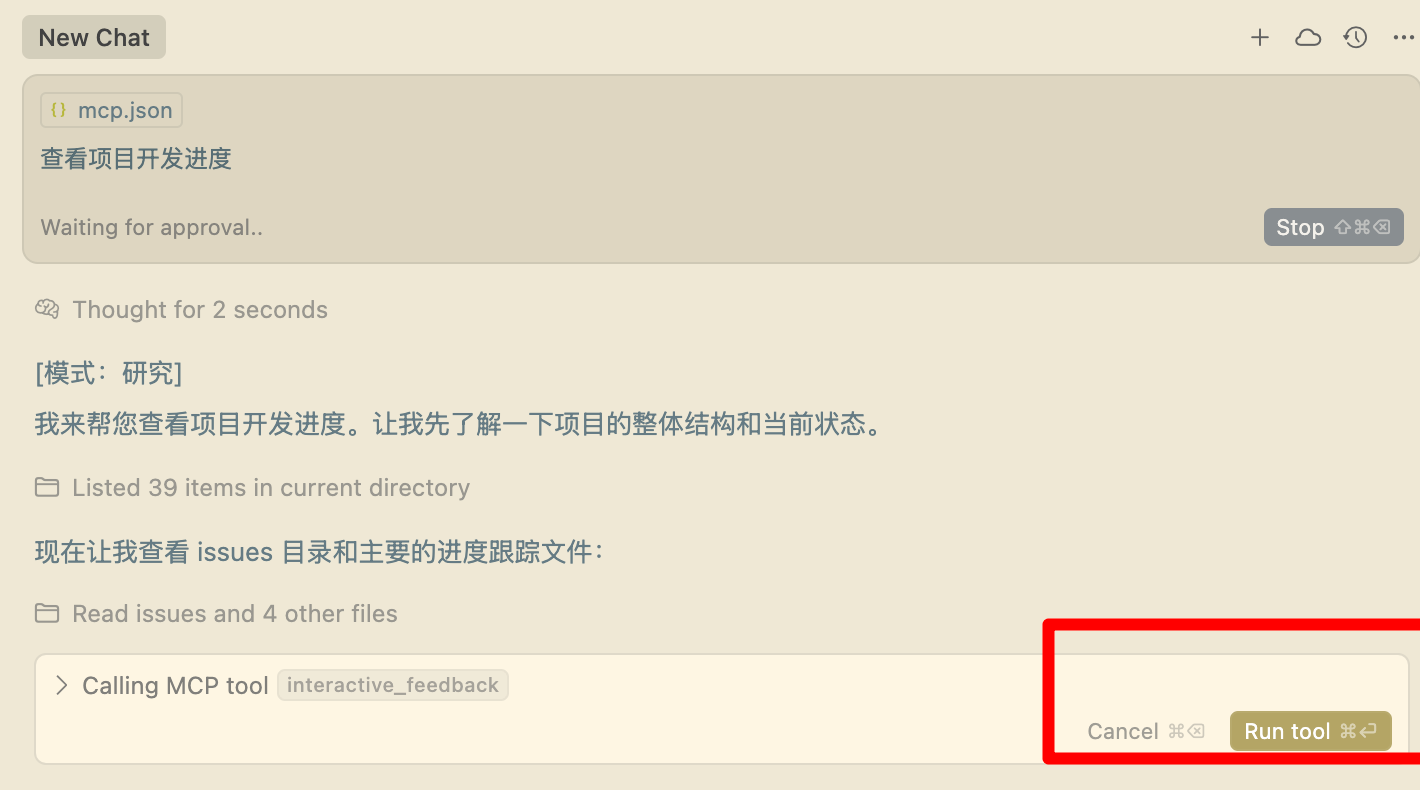 New Chat
{} mcp.json
查看项目开发进度
Waiting for approval..
Stop ⇧⌘⌫
Thought for 2 seconds
[模式：研究]
我来帮您查看项目开发进度。让我先了解一下项目的整体结构和当前状态。
Listed 39 items in current directory
现在让我查看 issues 目录和主要的进度跟踪文件：
Read issues and 4 other files
Calling MCP tool interactive_feedback
Cancel ⌘⌫ Run tool ⌘⏎